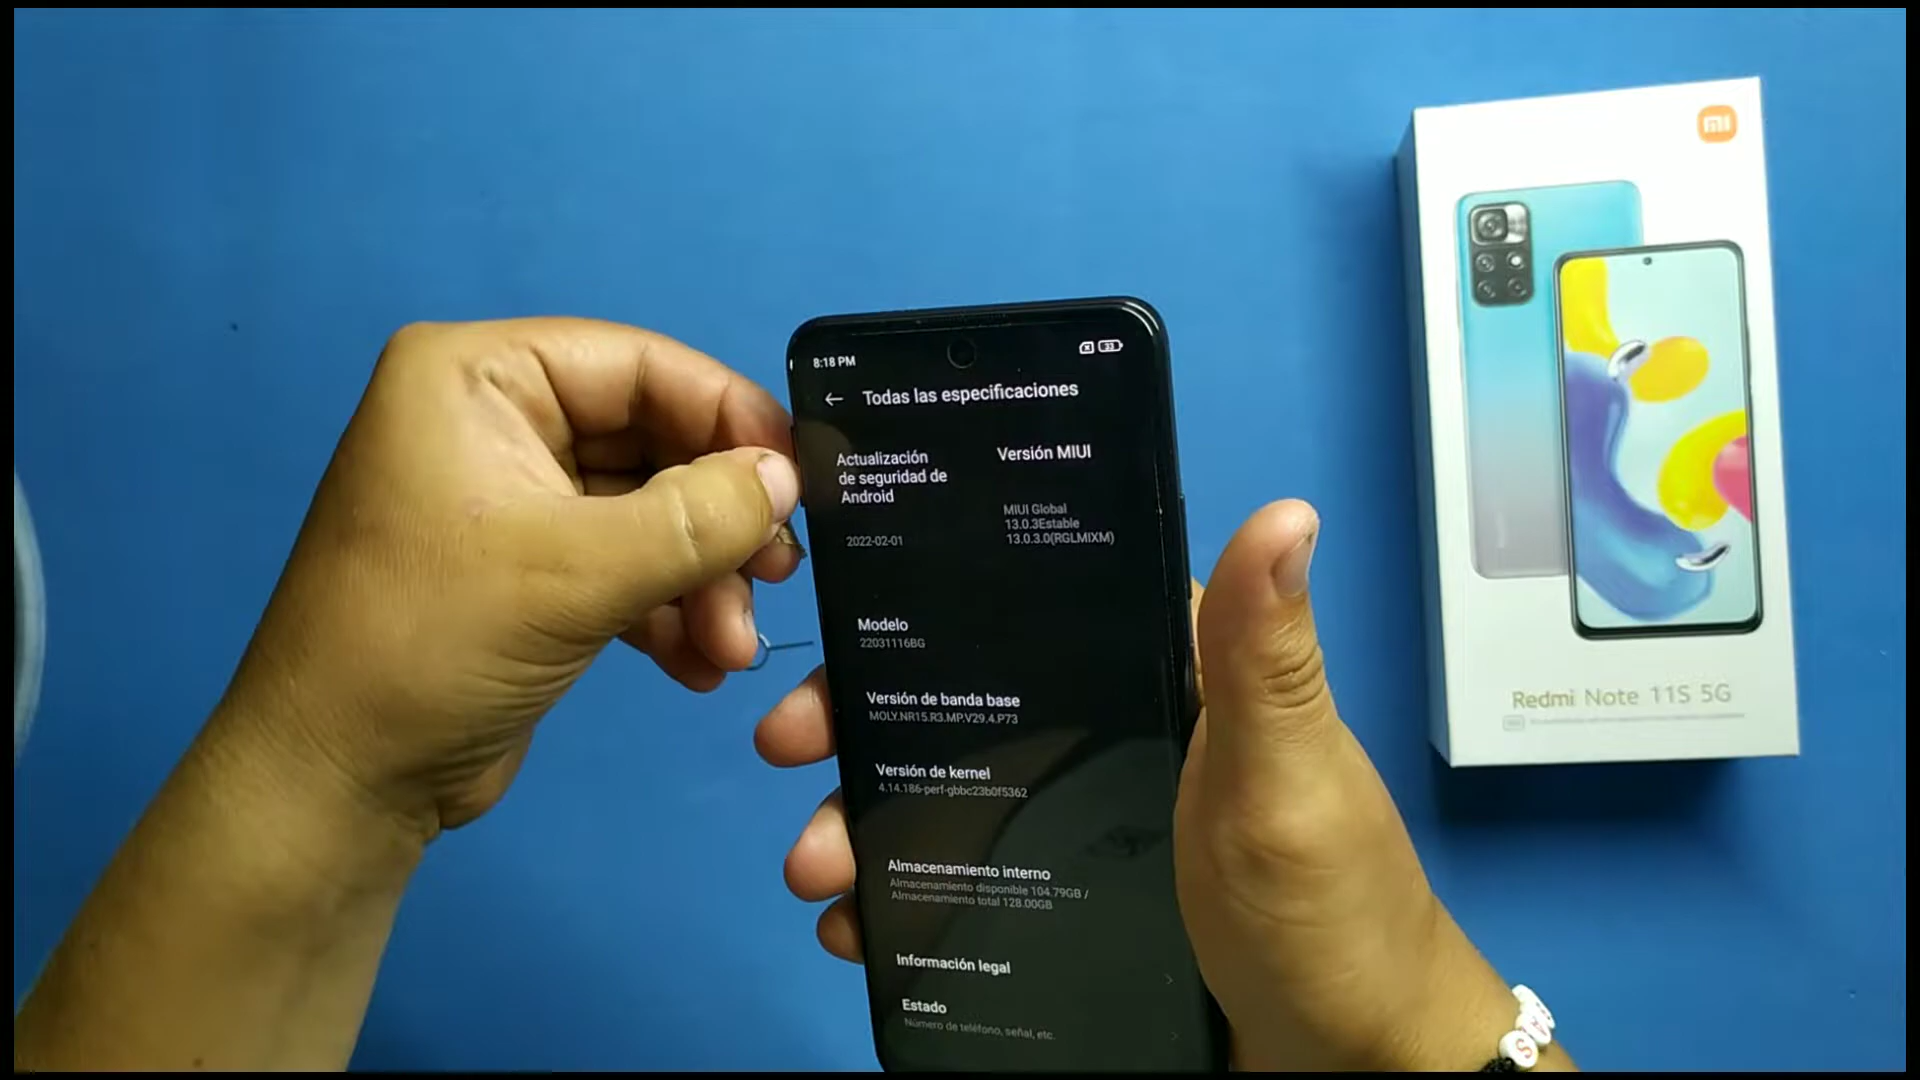 8:18 PM
33
Todas las especificaciones
Actualización
de seguridad de
Android
2022-02-01
Versión MIUI
MIUI Global
13.0.3Estable
13.0.3.0(RGLMIXM)
Modelo
22031116BG
Versión de banda base
MOLY.NR15.R3.MP.V29.4.P73
Versión de kernel
4.14.186-perf-gbbc23b0f5362
Almacenamiento interno
Almacenamiento disponible 104.79GB /
Almacenamiento total 128.00GB
Información legal
Estado
Número de teléfono, señal, etc.
mi
Redmi Note 11S 5G